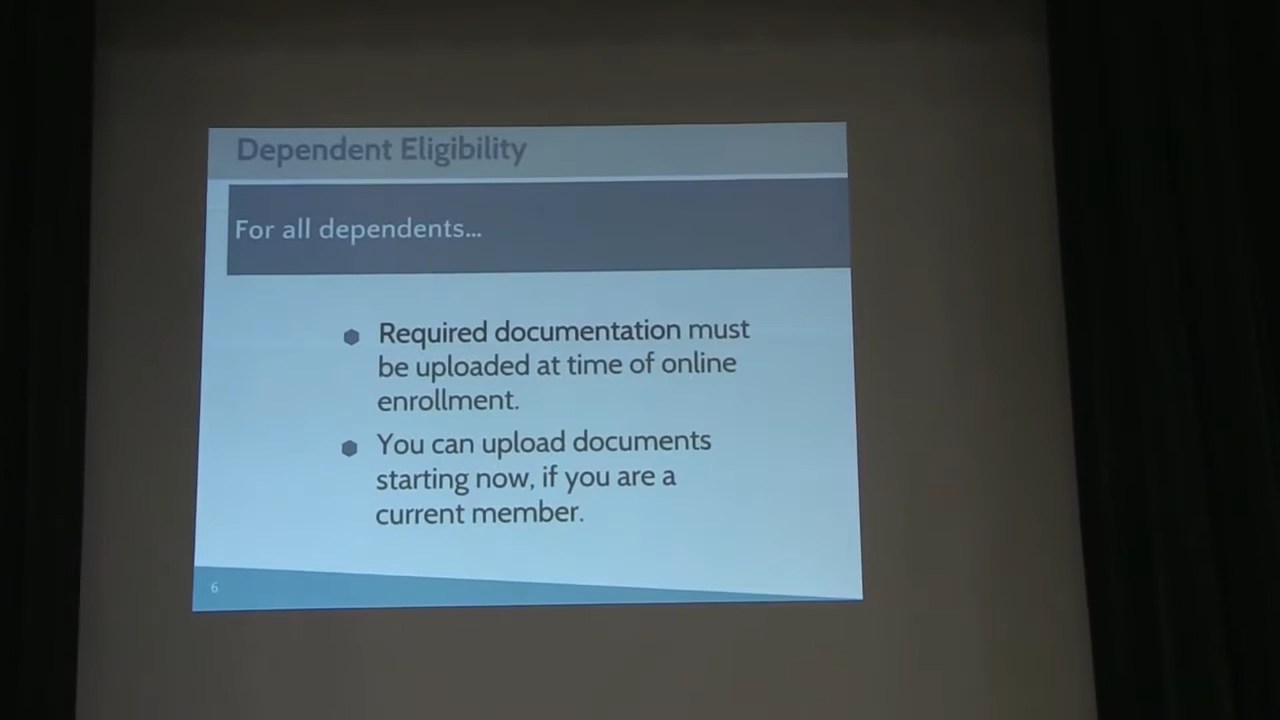 Dependent Eligibility
For all dependents...
Required documentation must
be uploaded at time of online
enrollment.
You can upload documents
starting now, if you are a
current member.
6